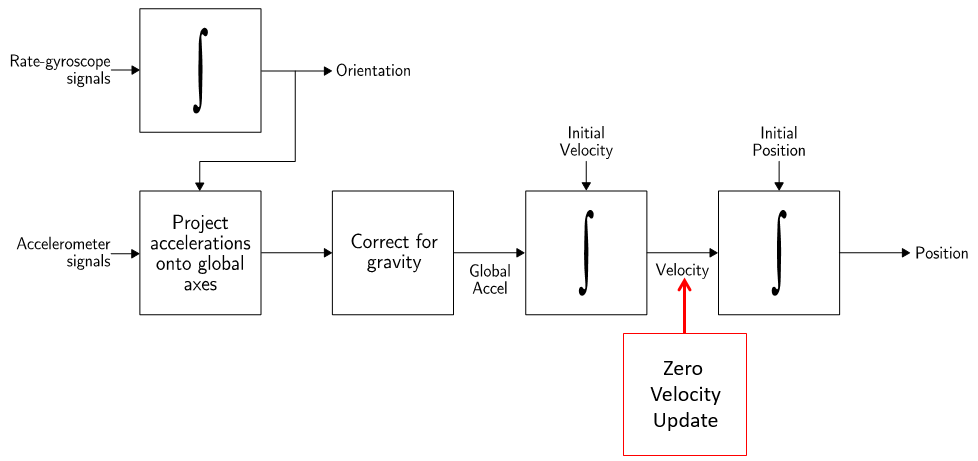 Rate-gyroscope
signals
∫
Orientation
Initial
Velocity
Initial
Position
Accelerometer
signals
Project
accelerations
onto global
axes
Correct for
gravity
Global
Accel
∫
Velocity
∫
Position
Zero
Velocity
Update